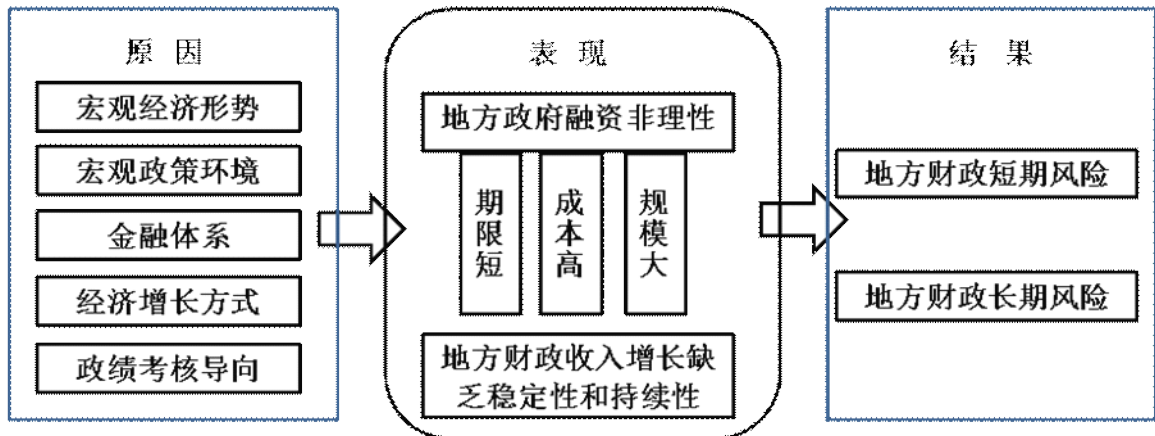 原 因
宏观经济形势
宏观政策环境
金融体系
经济增长方式
政绩考核导向
表 现
地方政府融资非理性
期限短
成本高
规模大
地方财政收入增长缺
乏稳定性和持续性
结 果
地方财政短期风险
地方财政长期风险